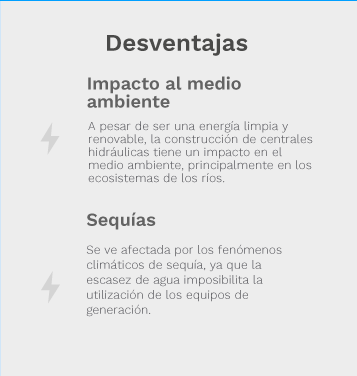 Desventajas
Impacto al medio
ambiente
A pesar de ser una energía limpia y
renovable, la construcción de centrales
hidráulicas tiene un impacto en el
medio ambiente, principalmente en los
ecosistemas de los ríos.
Sequías
Se ve afectada por los fenómenos
climáticos de sequía, ya que la
escasez de agua imposibilita la
utilización de los equipos de
generación.